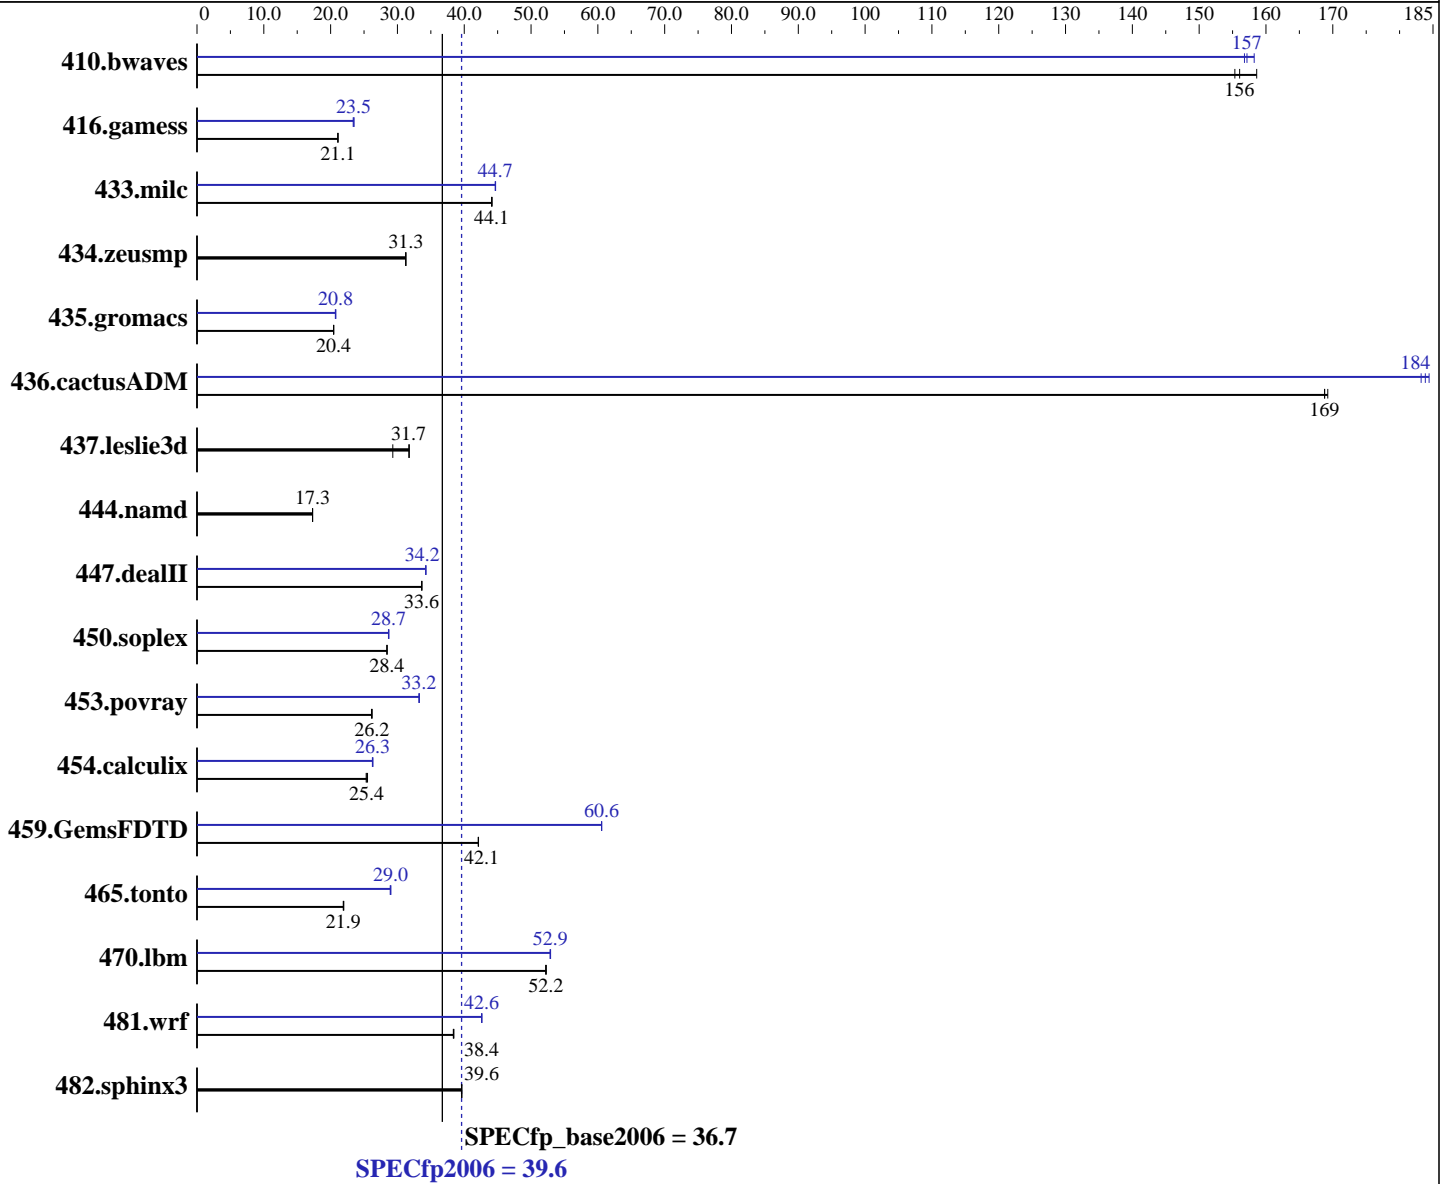 0 10.0 20.0 30.0 40.0 50.0 60.0 70.0 80.0 90.0 100 110 120 130 140 150 160 170 185
410.bwaves
157
156
416.gamess
23.5
21.1
433.milc
44.7
44.1
434.zeusmp
31.3
435.gromacs
20.8
20.4
436.cactusADM
184
169
437.leslie3d
31.7
444.namd
17.3
447.dealII
34.2
33.6
450.soplex
28.7
28.4
453.povray
33.2
26.2
454.calculix
26.3
25.4
459.GemsFDTD
60.6
42.1
465.tonto
29.0
21.9
470.lbm
52.9
52.2
481.wrf
42.6
38.4
482.sphinx3
39.6
SPECfp_base2006 = 36.7
SPECfp2006 = 39.6